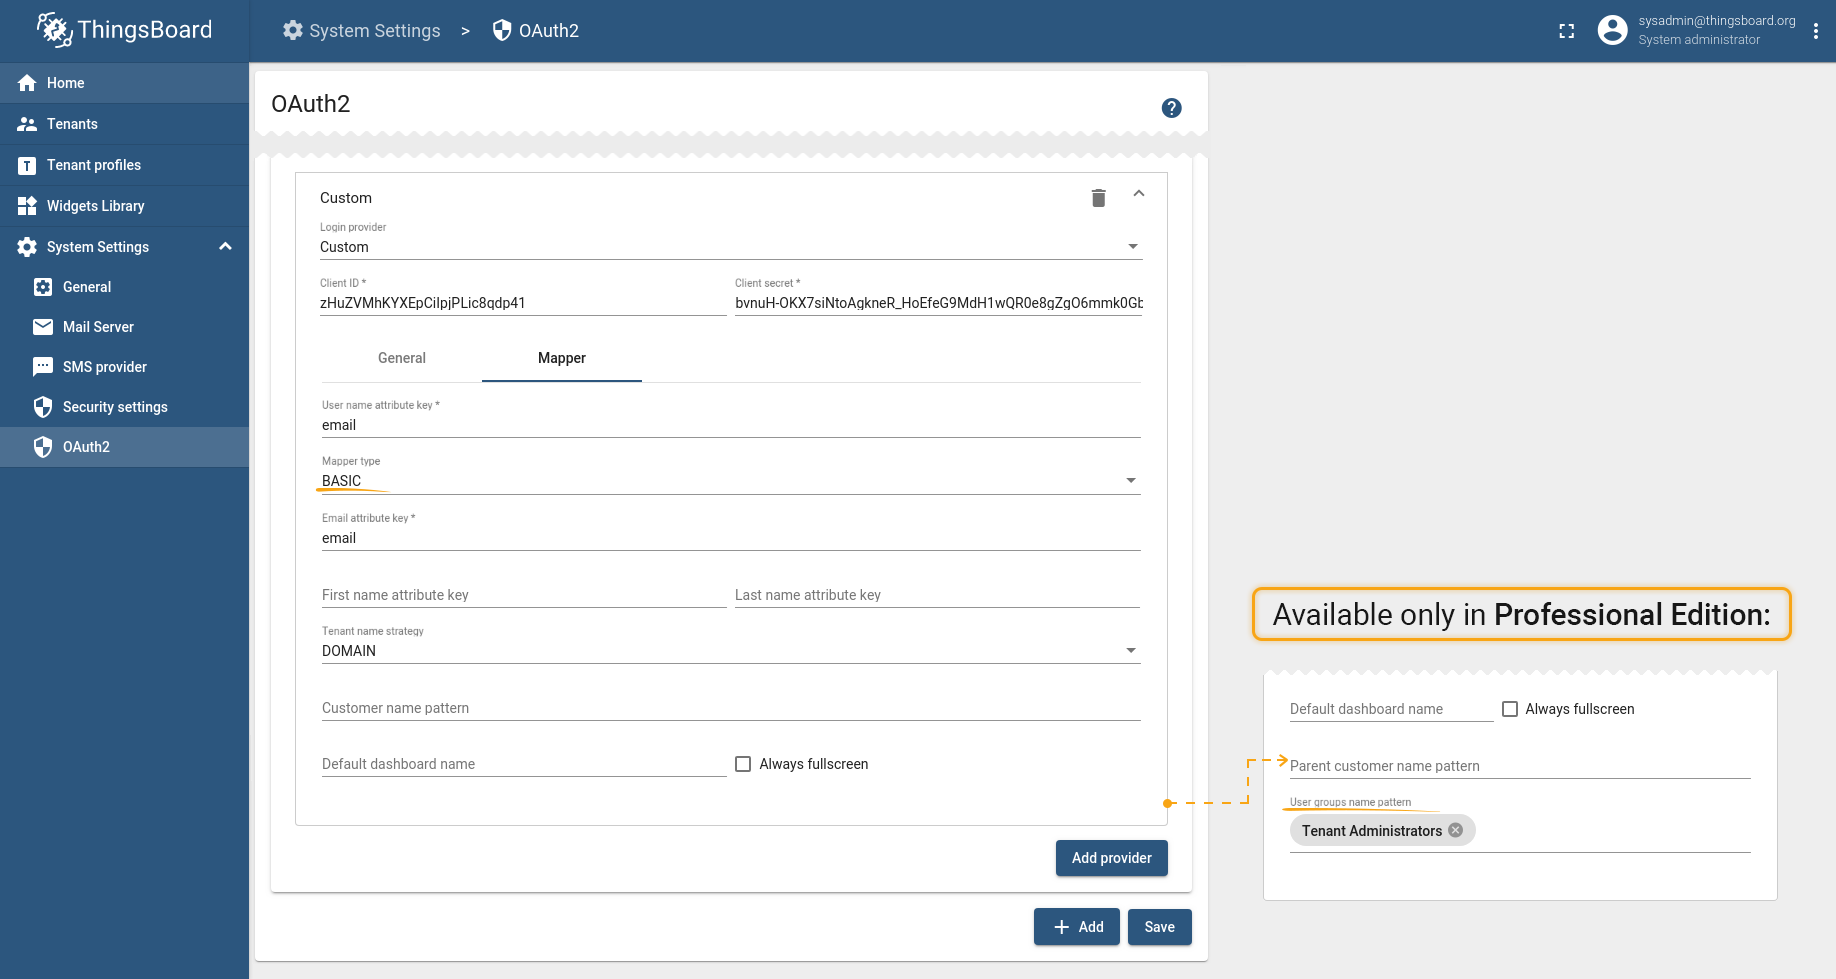 ThingsBoard
System Settings > OAuth2
sysadmin@thingsboard.org
System administrator
Home
Tenants
Tenant profiles
Widgets Library
System Settings
General
Mail Server
SMS provider
Security settings
OAuth2
OAuth2
Custom
Login provider
Custom
Client ID * Client secret *
zHuZVMhKYXEpCiIpjPLic8qdp41 bvnuH-OKX7siNtoAgkneR_HoEfeG9MdH1wQR0e8gZgO6mmk0Gb
General Mapper
User name attribute key *
email
Mapper type
BASIC
Email attribute key *
email
First name attribute key Last name attribute key
Tenant name strategy
DOMAIN
Customer name pattern
Default dashboard name Always fullscreen
Add provider
Add Save
Available only in Professional Edition:
Default dashboard name Always fullscreen
Parent customer name pattern
User groups name pattern
Tenant Administrators